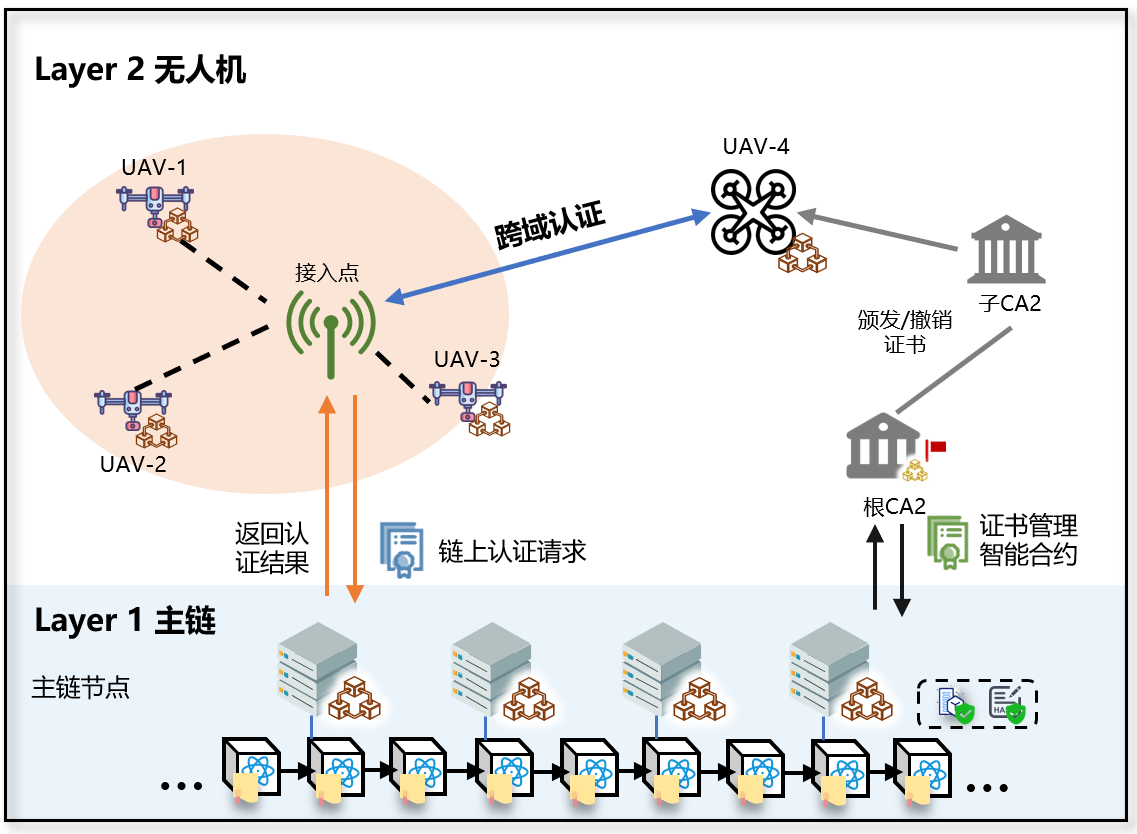 Layer 2 无人机
UAV-1
UAV-4
跨域认证
接入点
子CA2
颁发/撤销
证书
UAV-3
UAV-2
根CA2
返回认
证结果
链上认证请求
证书管理
智能合约
Layer 1 主链
主链节点
...
...